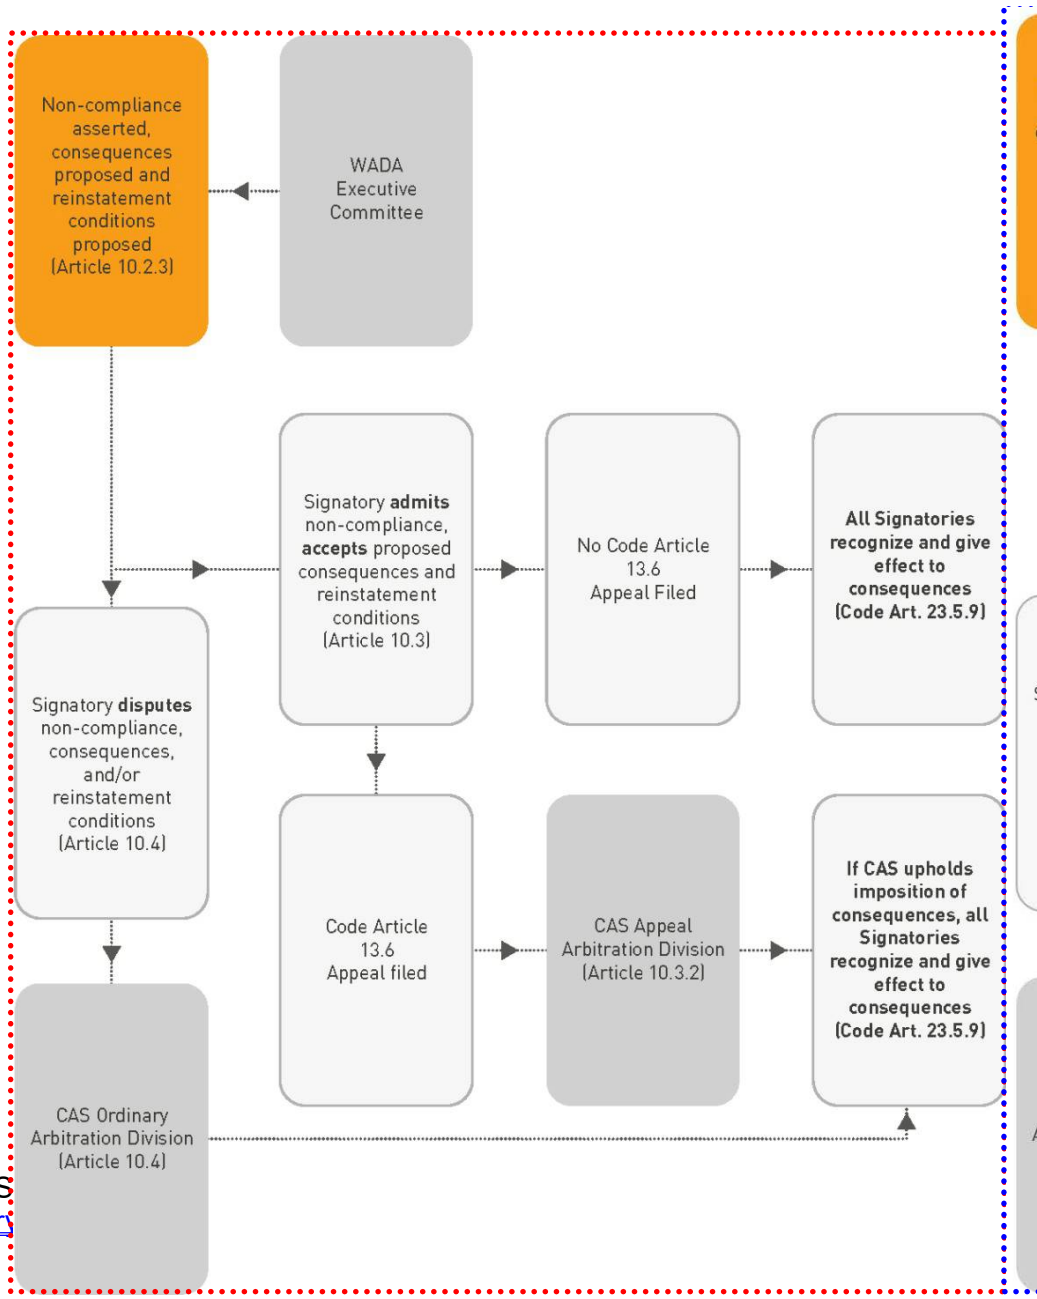 Non-compliance
asserted,
consequences
proposed and
reinstatement
conditions
proposed
(Article 10.2.3)
WADA
Executive
Committee
Signatory admits
non-compliance,
accepts proposed
consequences and
reinstatement
conditions
(Article 10.3)
No Code Article
13.6
Appeal Filed
All Signatories
recognize and give
effect to
consequences
(Code Art. 23.5.9)
Signatory disputes
non-compliance,
consequences,
and/or
reinstatement
conditions
(Article 10.4)
Code Article
13.6
Appeal filed
CAS Appeal
Arbitration Division
(Article 10.3.2)
If CAS upholds
imposition of
consequences, all
Signatories
recognize and give
effect to
consequences
(Code Art. 23.5.9)
CAS Ordinary
Arbitration Division
(Article 10.4)